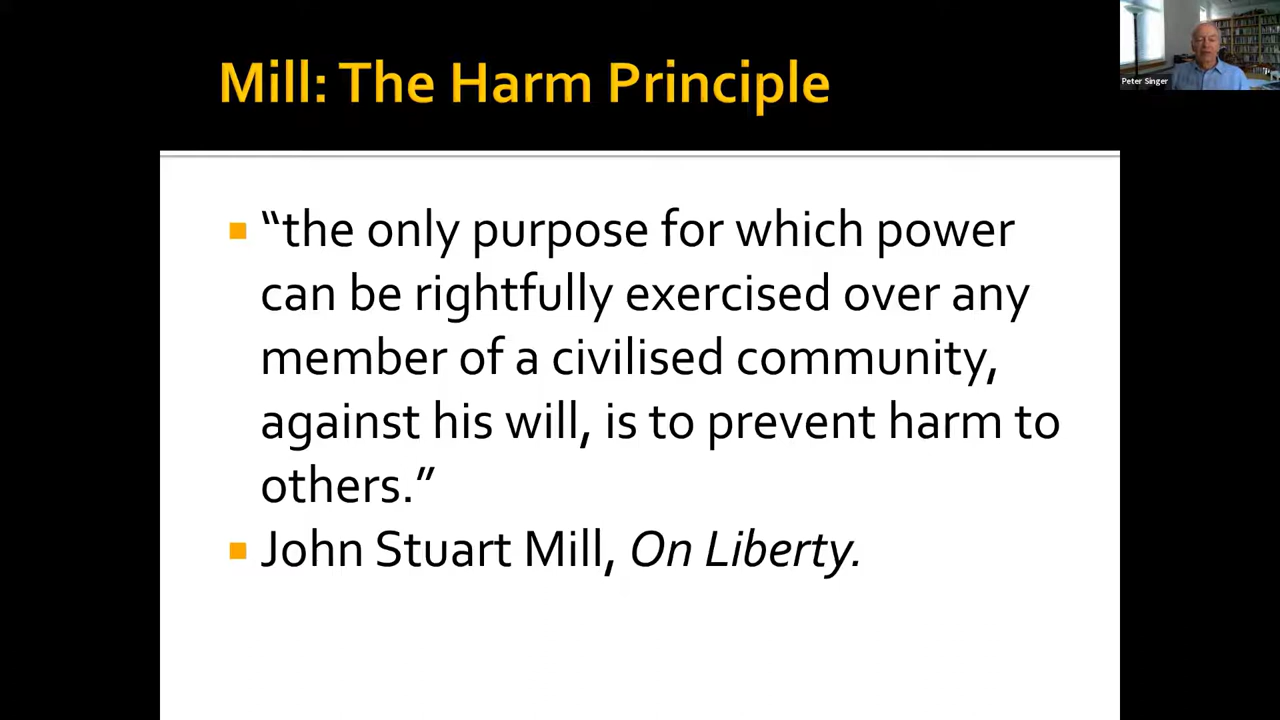 Mill: The Harm Principle
Peter Singer
“the only purpose for which power
can be rightfully exercised over any
member of a civilised community,
against his will, is to prevent harm to
others.”
John Stuart Mill, On Liberty.